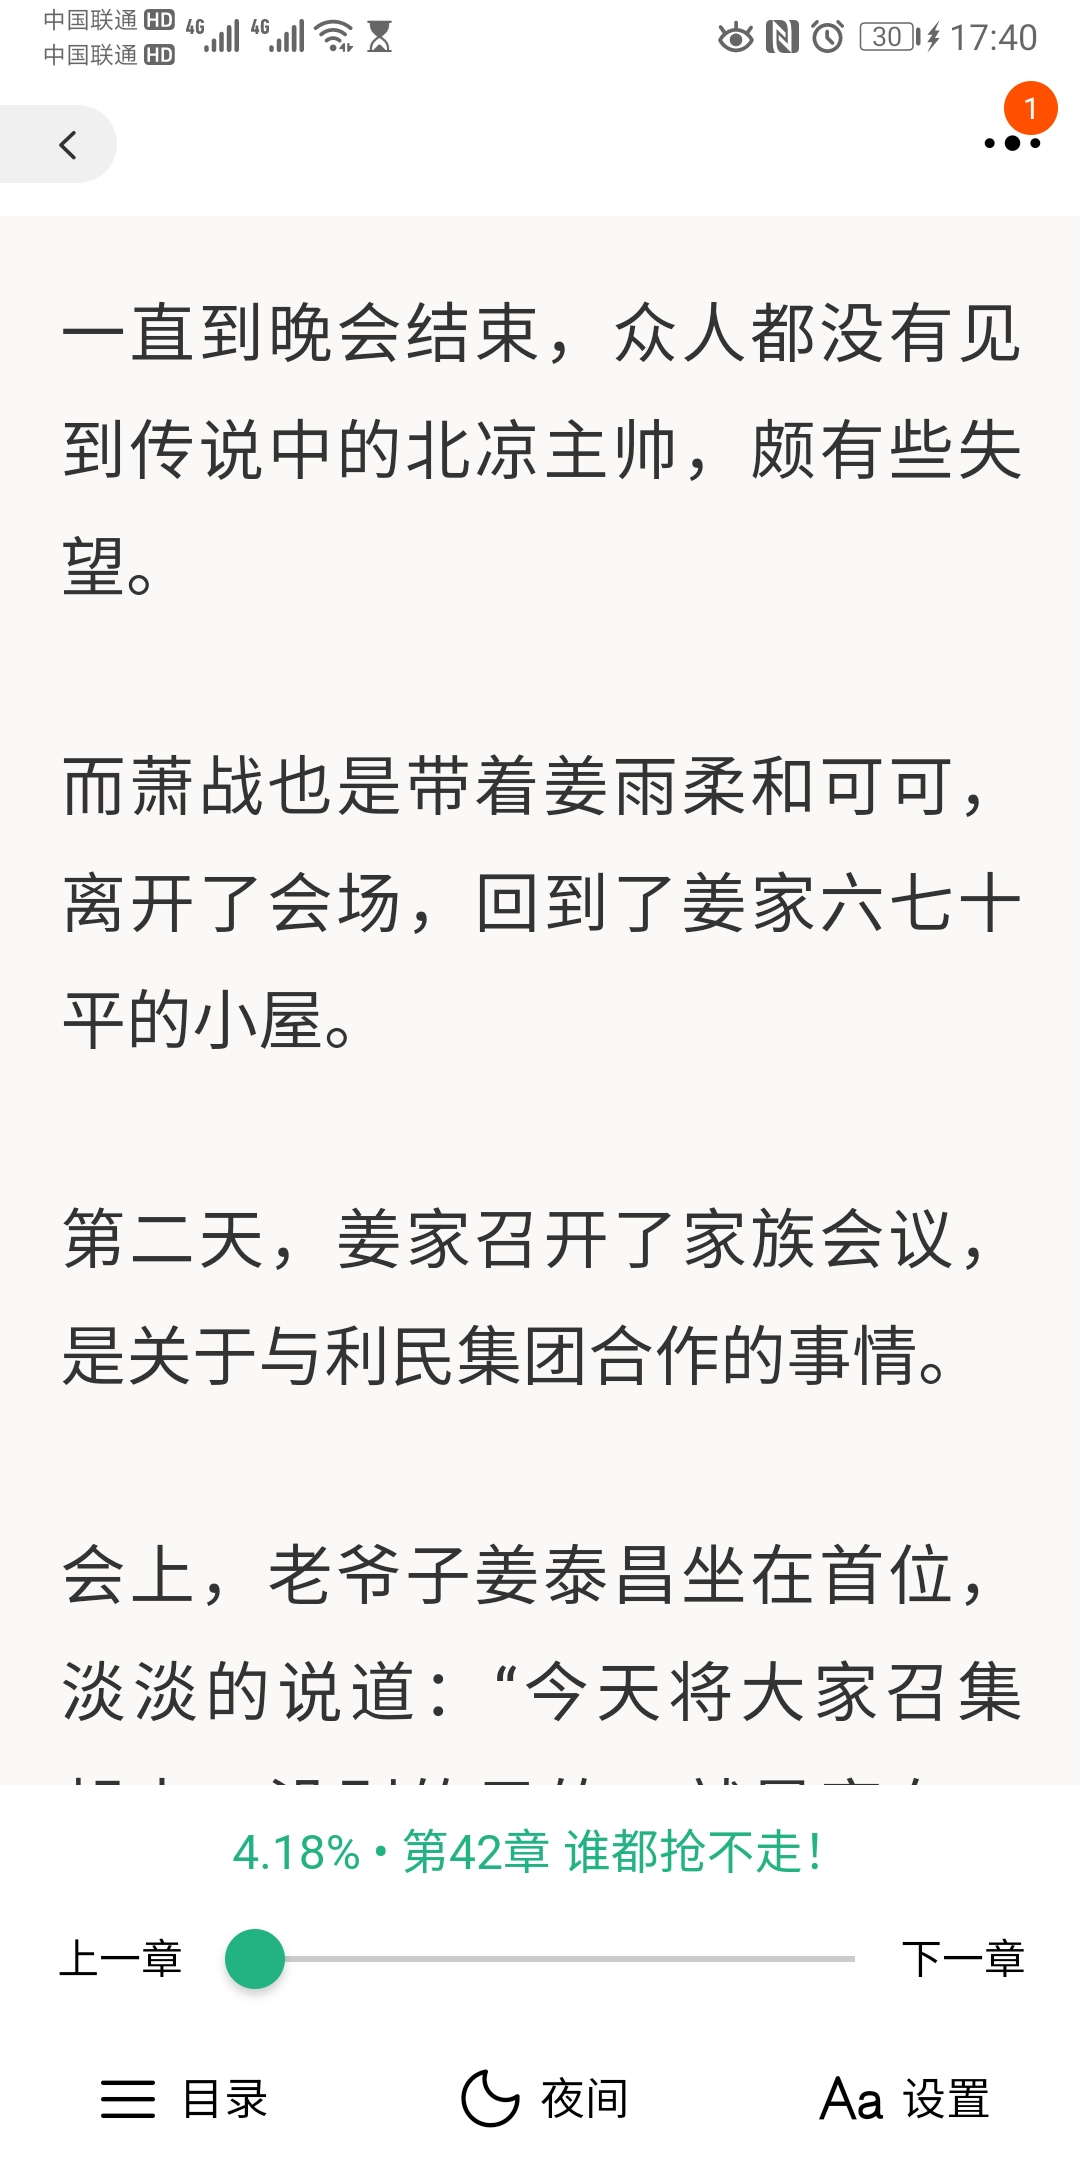 中国联通 HD 4G 4G 30 17:40
中国联通 HD
1
一直到晚会结束，众人都没有见
到传说中的北凉主帅，颇有些失
望。
而萧战也是带着姜雨柔和可可，
离开了会场，回到了姜家六七十
平的小屋。
第二天，姜家召开了家族会议，
是关于与利民集团合作的事情。
会上，老爷子姜泰昌坐在首位，
淡淡的说道：“今天将大家召集
4.18% • 第42章 谁都抢不走！
上一章 下一章
目录 夜间 Aa 设置